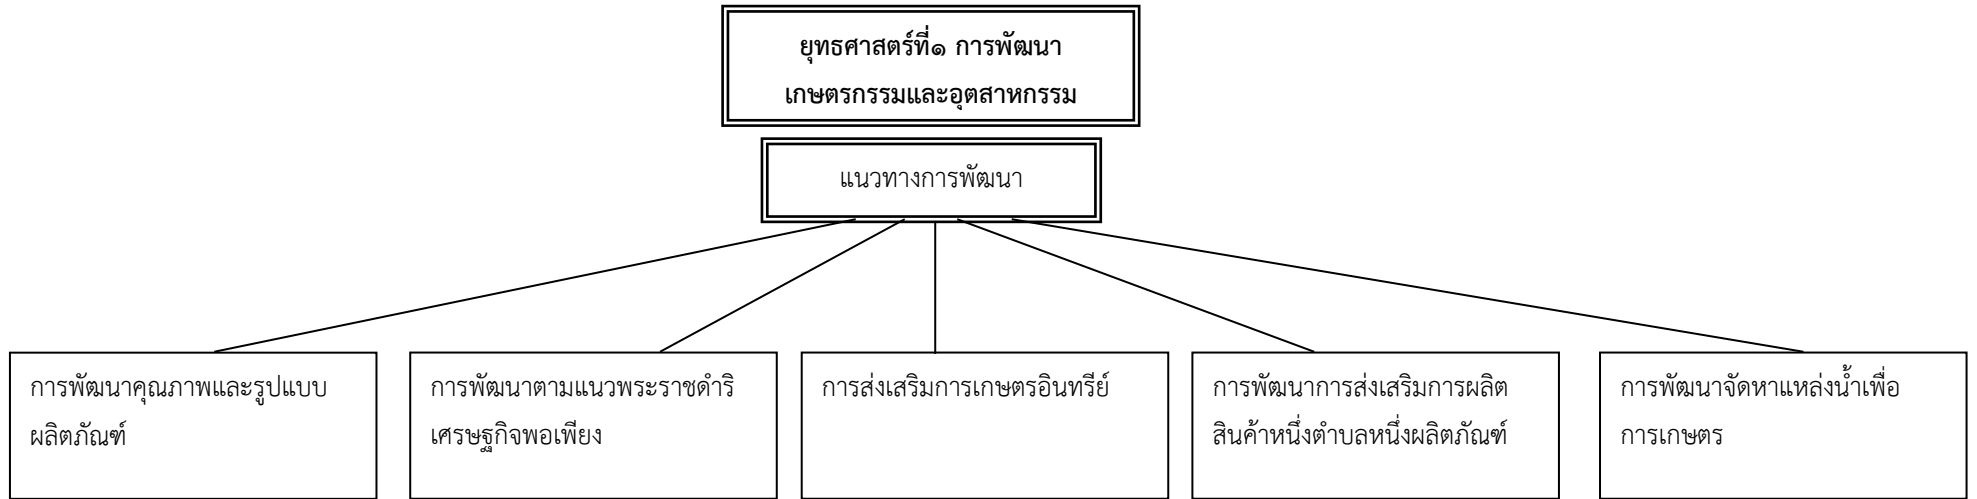 ยุทธศาสตร์ที่๑ การพัฒนา
เกษตรกรรมและอุตสาหกรรม
แนวทางการพัฒนา
การพัฒนาคุณภาพและรูปแบบ
ผลิตภัณฑ์
การพัฒนาตามแนวพระราชดำริ
เศรษฐกิจพอเพียง
การส่งเสริมการเกษตรอินทรีย์
การพัฒนาการส่งเสริมการผลิต
สินค้าหนึ่งตำบลหนึ่งผลิตภัณฑ์
การพัฒนาจัดหาแหล่งน้ำเพื่อ
การเกษตร